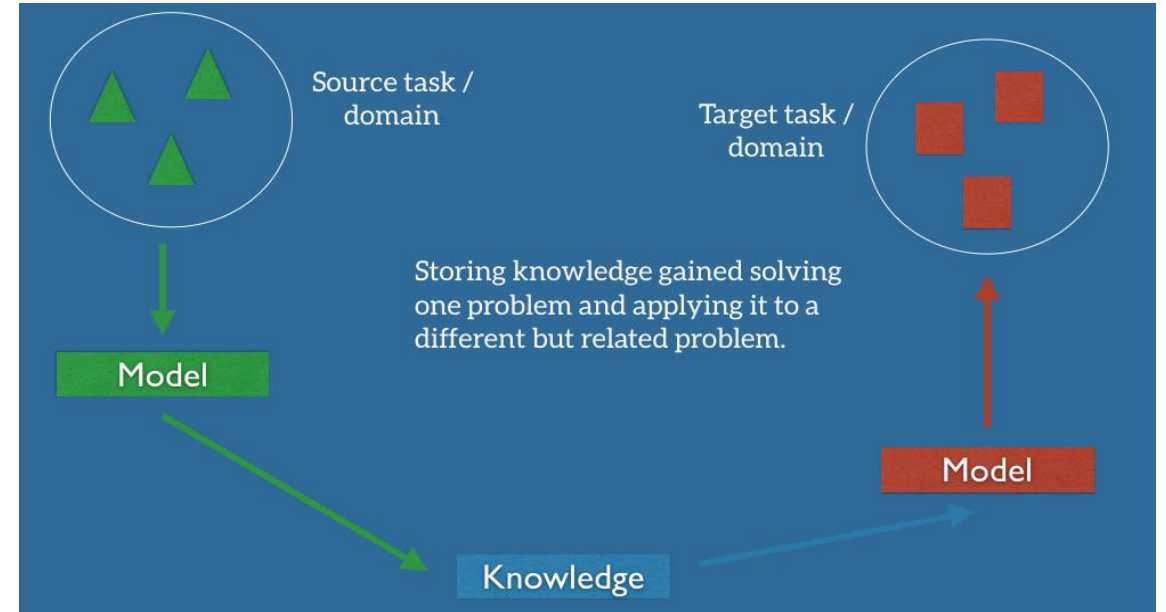 Source task /
domain
Target task /
domain
Storing knowledge gained solving
one problem and applying it to a
different but related problem.
Model
Model
Knowledge